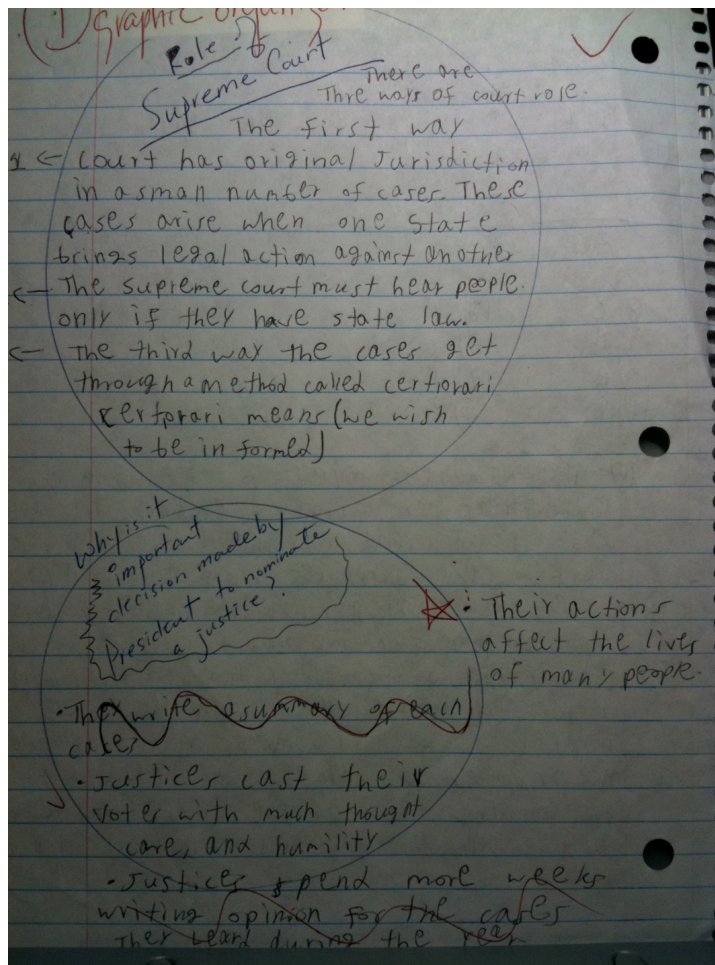 1) Graphic Organizer
Role of
Supreme Court
There are
Thre ways of court role.
The first way
1 ← Court has original Jurisdiction
in a small number of cases. These
cases arise when one State
brings legal action against another
← The supreme court must hear people.
only if they have state law.
← The third way the cases get
through a method called certiorari
certiorari means (we wish
to be in formed)
Why is it
important
decision made by
President to nominate
a justice?
• Their actions
affect the lives
of many people.
• They write a summary of each
case,
• Justices cast their
votes with much thought
care, and humility
• Justices spend more weeks
writing opinion for the cases
They heard during the year